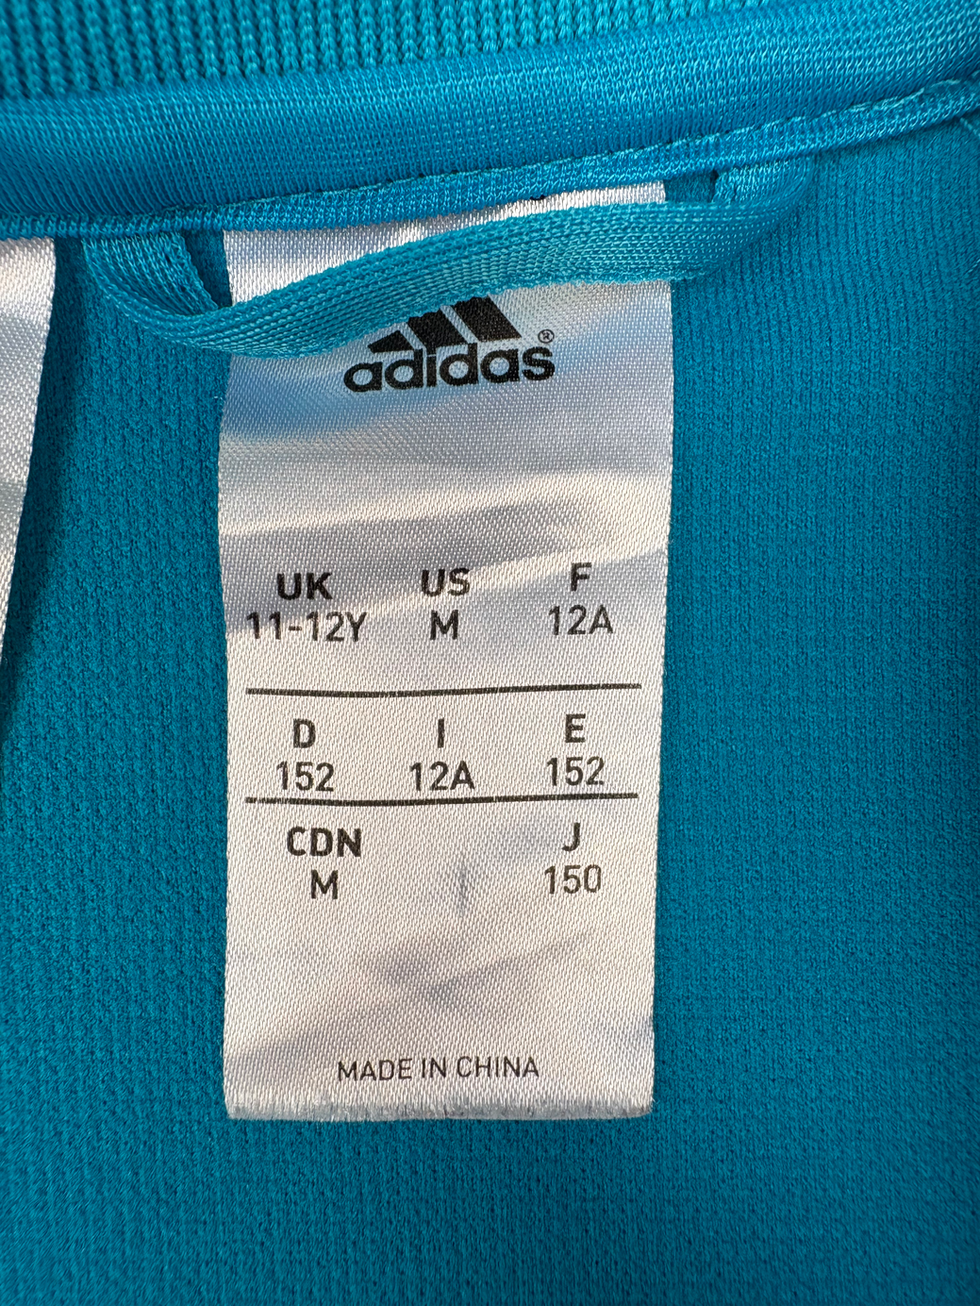 adidas®
UK US F
11-12Y M 12A
D I E
152 12A 152
CDN J
M 150
MADE IN CHINA